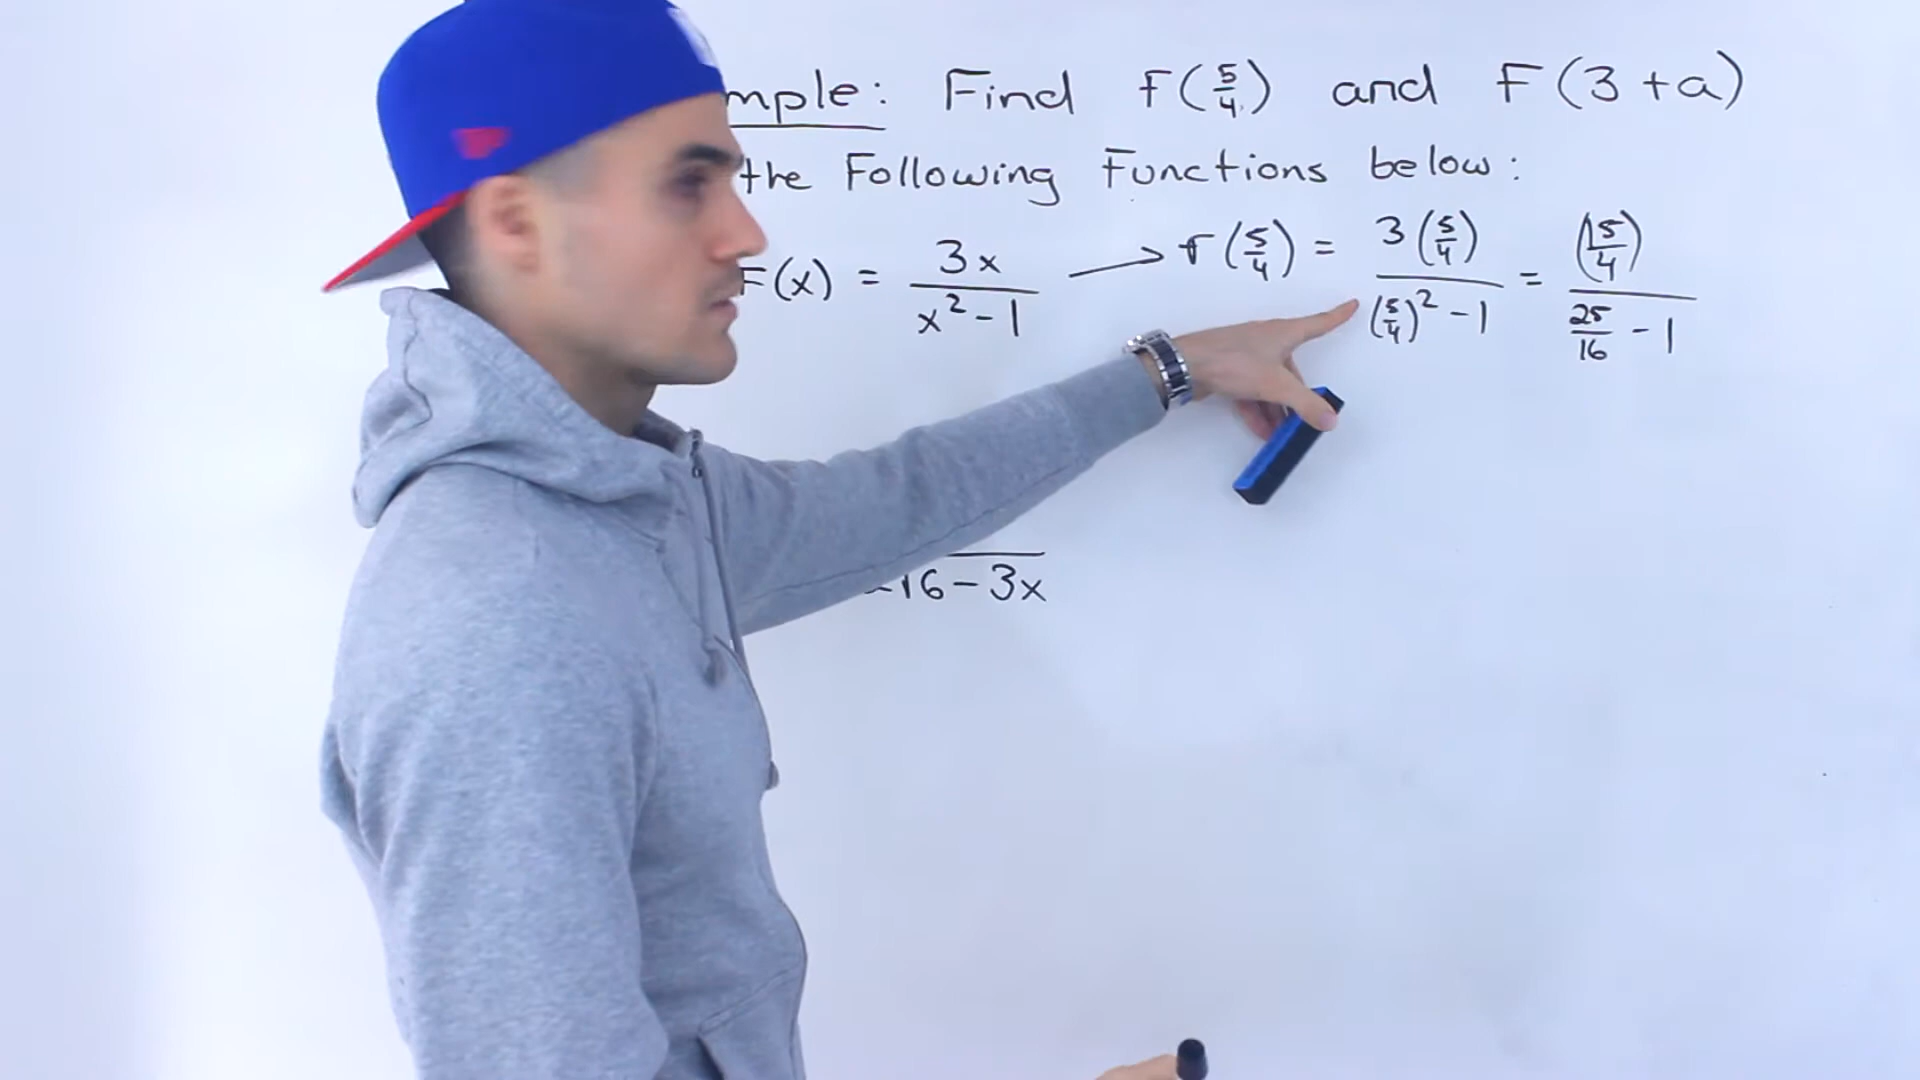 mple: Find F(5/4) and F(3+a)
the Following Functions below:
F(x) = 3x/(x²-1) → F(5/4) = 3(5/4)/((5/4)²-1) = (15/4)/(25/16 - 1)
16-3x